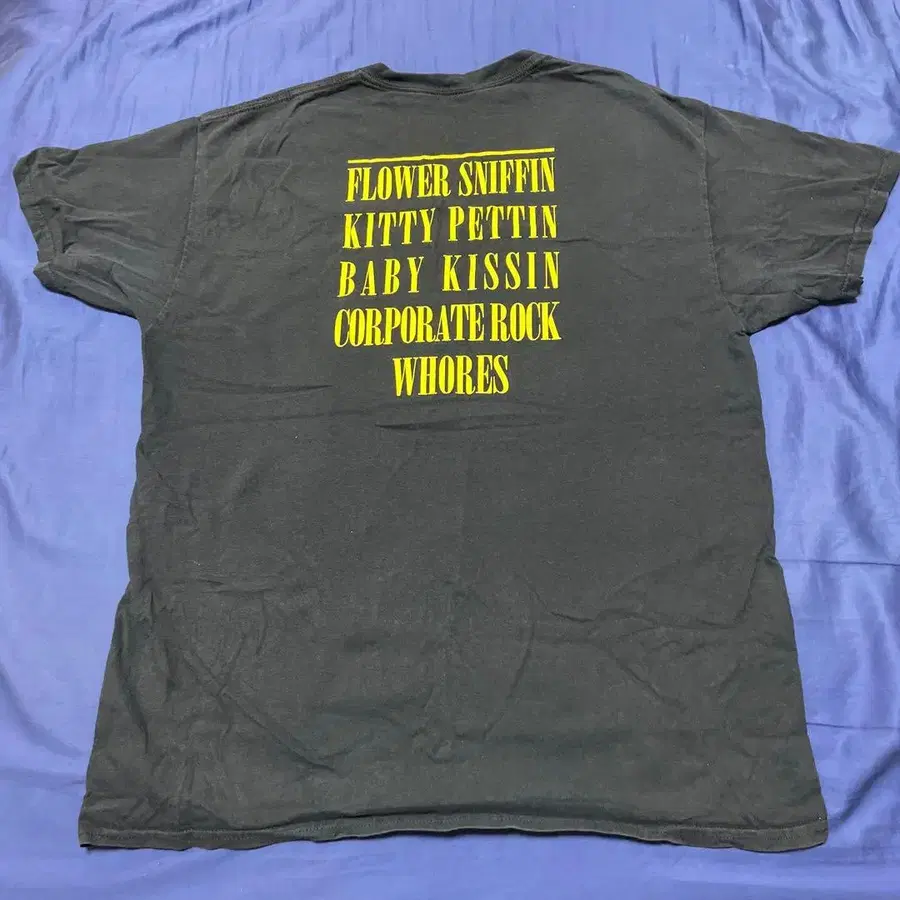 FLOWER SNIFFIN
KITTY PETTIN
BABY KISSIN
CORPORATE ROCK
WHORES